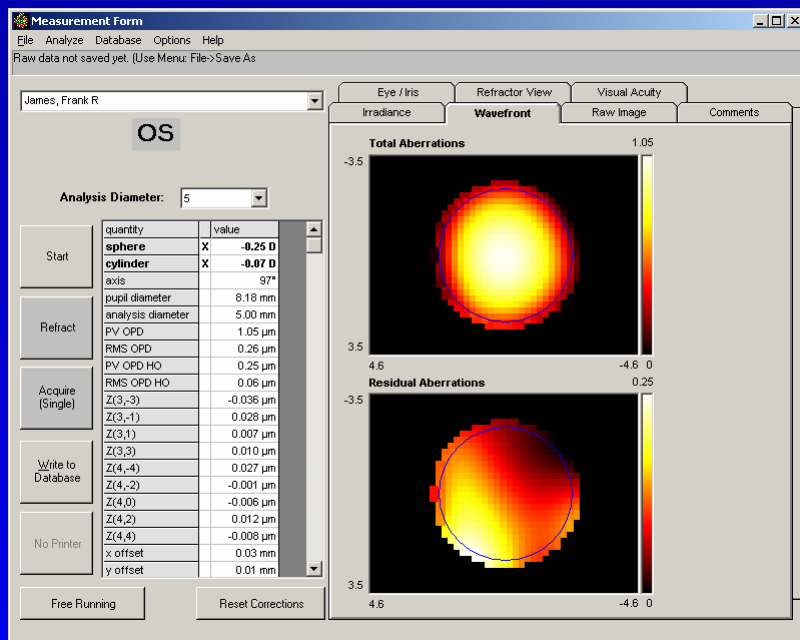 Measurement Form
File Analyze Database Options Help
Raw data not saved yet. (Use Menu: File->Save As
James, Frank R
OS
Analysis Diameter: 5
Start
Refract
Acquire
(Single)
Write to
Database
No Printer
quantity value
sphere X -0.25 D
cylinder X -0.07 D
axis 97°
pupil diameter 8.18 mm
analysis diameter 5.00 mm
PV OPD 1.05 µm
RMS OPD 0.26 µm
PV OPD HO 0.25 µm
RMS OPD HO 0.06 µm
Z(3,-3) -0.036 µm
Z(3,-1) 0.028 µm
Z(3,1) 0.007 µm
Z(3,3) 0.010 µm
Z(4,-4) 0.027 µm
Z(4,-2) -0.001 µm
Z(4,0) -0.006 µm
Z(4,2) 0.012 µm
Z(4,4) -0.008 µm
x offset 0.03 mm
y offset 0.01 mm
Free Running Reset Corrections
Eye / Iris Refractor View Visual Acuity
Irradiance Wavefront Raw Image Comments
Total Aberrations 1.05
-3.5
3.5
4.6 -4.6 0
Residual Aberrations 0.25
-3.5
3.5
4.6 -4.6 0